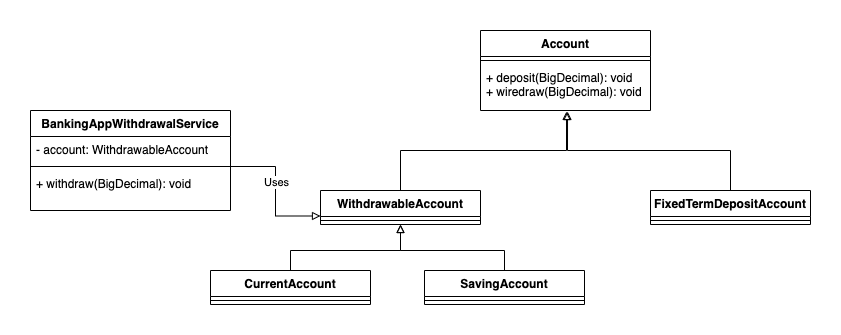 Account
+ deposit(BigDecimal): void
+ wiredraw(BigDecimal): void
BankingAppWithdrawalService
- account: WithdrawableAccount
+ withdraw(BigDecimal): void
Uses
WithdrawableAccount
FixedTermDepositAccount
CurrentAccount
SavingAccount